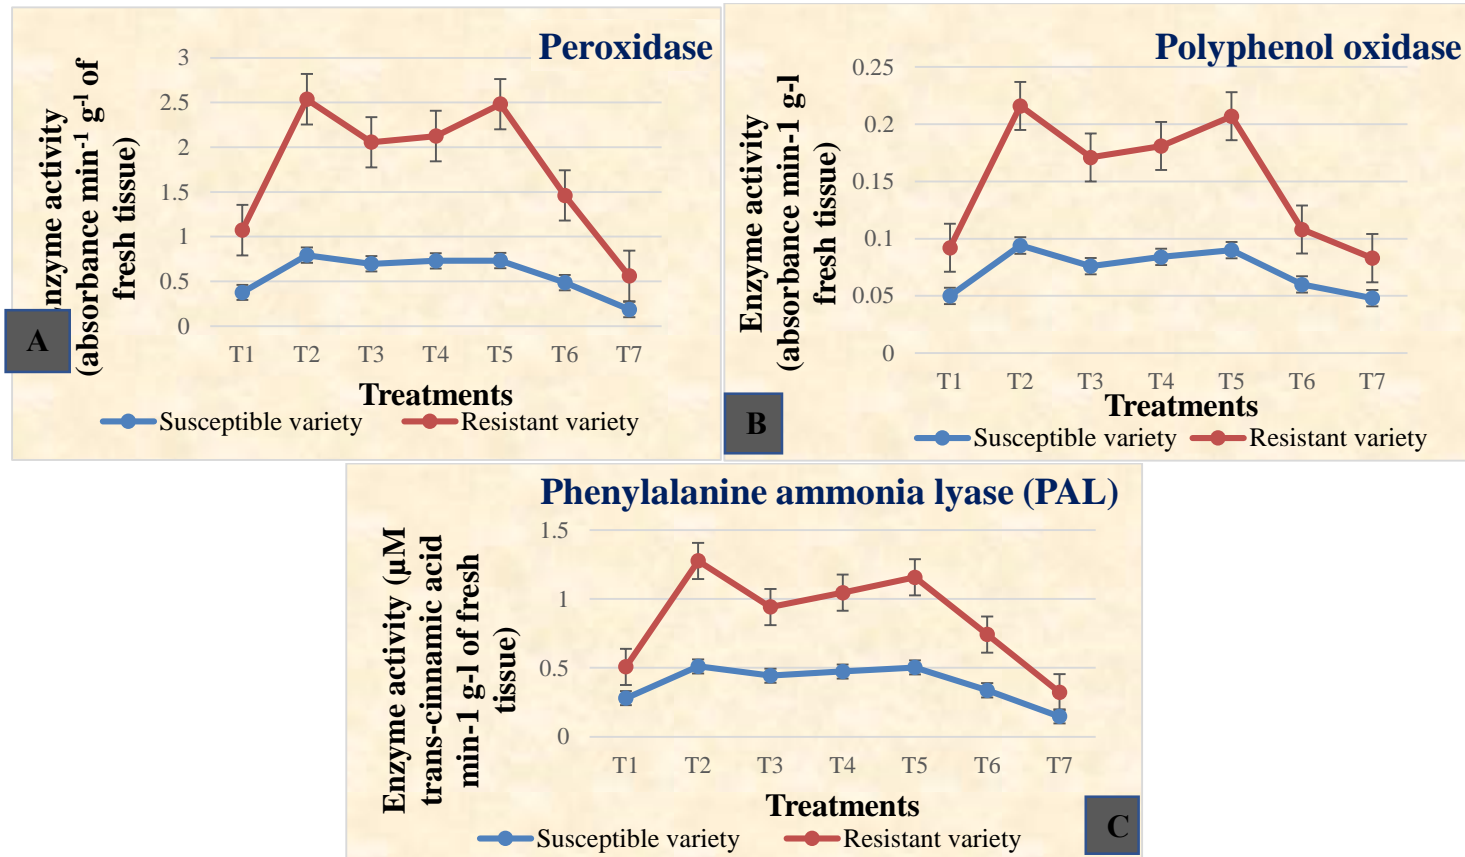 Peroxidase
Enzyme activity
(absorbance min-1 g-1 of
fresh tissue)
3
2.5
2
1.5
1
0.5
0
T1 T2 T3 T4 T5 T6 T7
Treatments
Susceptible variety Resistant variety
A
Polyphenol oxidase
Enzyme activity
(absorbance min-1 g-l
fresh tissue)
0.25
0.2
0.15
0.1
0.05
0
T1 T2 T3 T4 T5 T6 T7
Treatments
Susceptible variety Resistant variety
B
Phenylalanine ammonia lyase (PAL)
Enzyme activity (µM
trans-cinnamic acid
min-1 g-l of fresh
tissue)
1.5
1
0.5
0
T1 T2 T3 T4 T5 T6 T7
Treatments
Susceptible variety Resistant variety
C